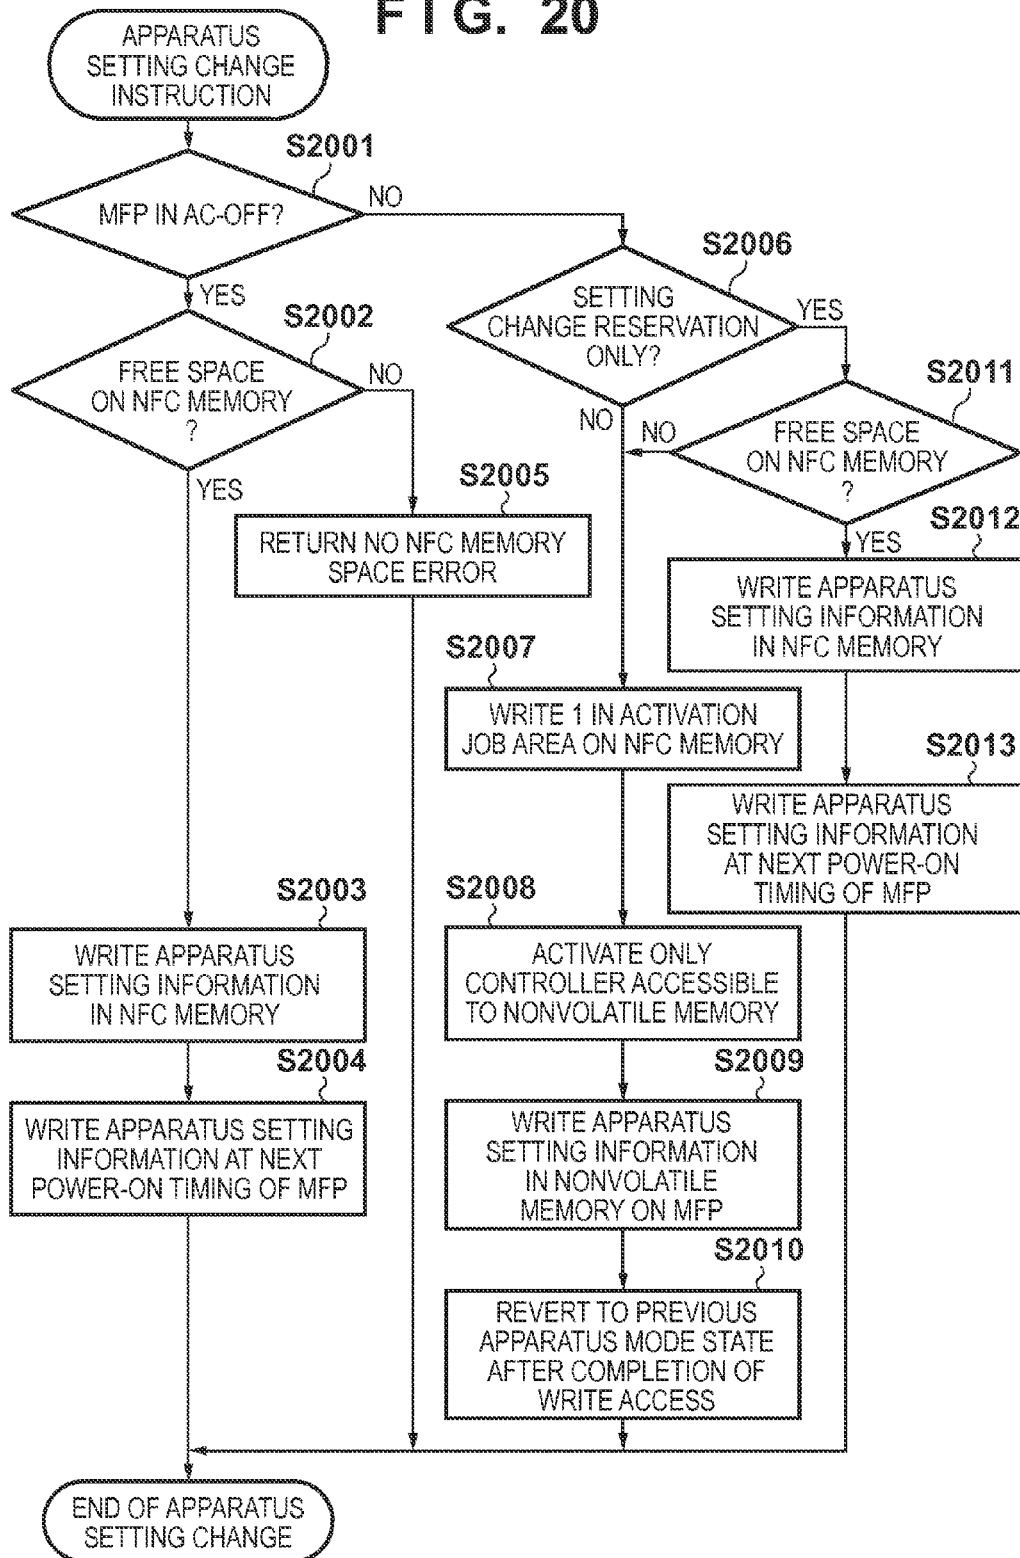 FIG. 20
APPARATUS
SETTING CHANGE
INSTRUCTION
S2001
MFP IN AC-OFF?
NO
YES
S2002
FREE SPACE
ON NFC MEMORY
?
NO
YES
S2005
RETURN NO NFC MEMORY
SPACE ERROR
S2003
WRITE APPARATUS
SETTING INFORMATION
IN NFC MEMORY
S2004
WRITE APPARATUS SETTING
INFORMATION AT NEXT
POWER-ON TIMING OF MFP
S2006
SETTING
CHANGE RESERVATION
ONLY?
YES
NO
S2011
FREE SPACE
ON NFC MEMORY
?
NO
YES
S2012
WRITE APPARATUS
SETTING INFORMATION
IN NFC MEMORY
S2013
WRITE APPARATUS
SETTING INFORMATION
AT NEXT POWER-ON
TIMING OF MFP
S2007
WRITE 1 IN ACTIVATION
JOB AREA ON NFC MEMORY
S2008
ACTIVATE ONLY
CONTROLLER ACCESSIBLE
TO NONVOLATILE MEMORY
S2009
WRITE APPARATUS
SETTING INFORMATION
IN NONVOLATILE
MEMORY ON MFP
S2010
REVERT TO PREVIOUS
APPARATUS MODE STATE
AFTER COMPLETION OF
WRITE ACCESS
END OF APPARATUS
SETTING CHANGE